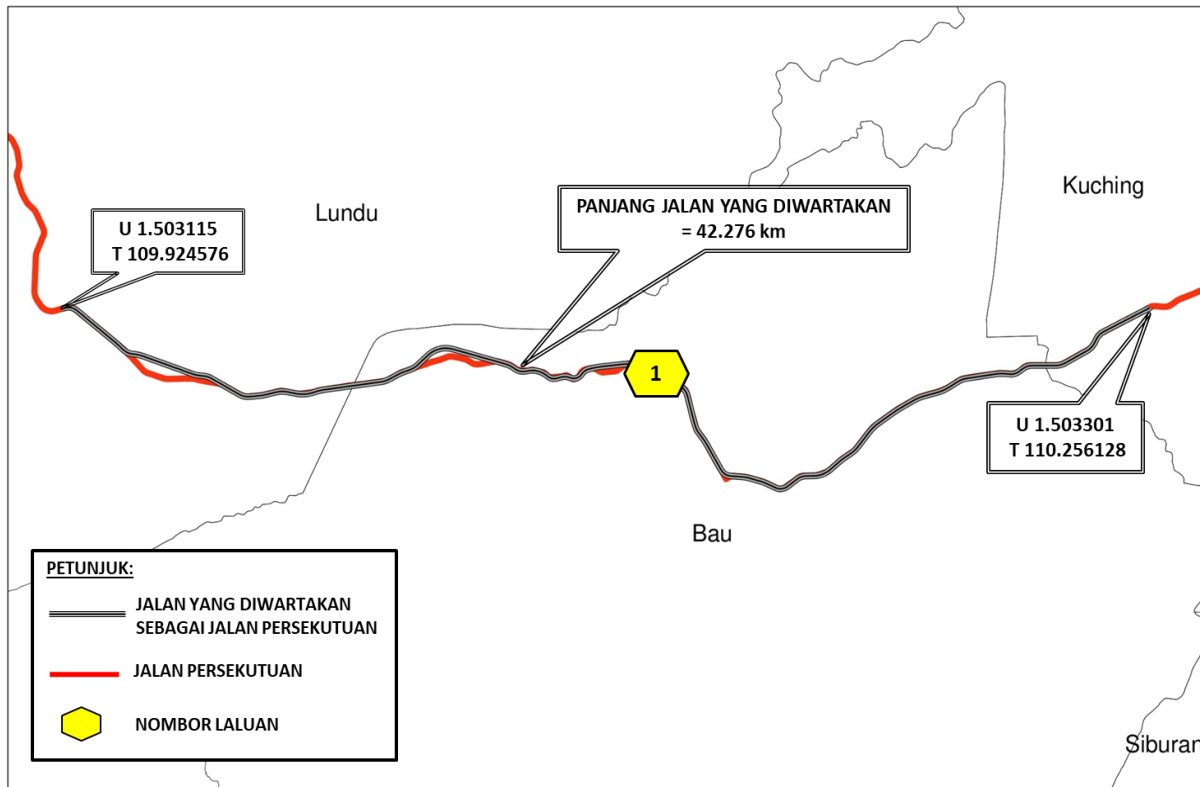 Kuching
PANJANG JALAN YANG DIWARTAKAN
= 42.276 km
Lundu
U 1.503115
T 109.924576
1
U 1.503301
T 110.256128
Bau
PETUNJUK:
JALAN YANG DIWARTAKAN
SEBAGAI JALAN PERSEKUTUAN
JALAN PERSEKUTUAN
NOMBOR LALUAN
Siburan